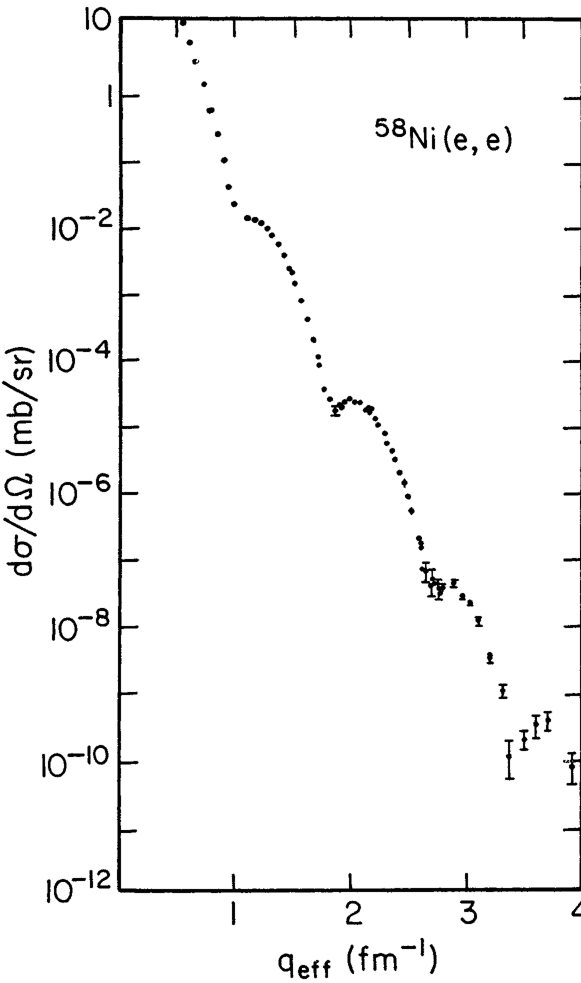 10
1
10⁻²
10⁻⁴
10⁻⁶
10⁻⁸
10⁻¹⁰
10⁻¹²
dσ/dΩ (mb/sr)
⁵⁸Ni(e, e)
1 2 3 4
q_eff (fm⁻¹)